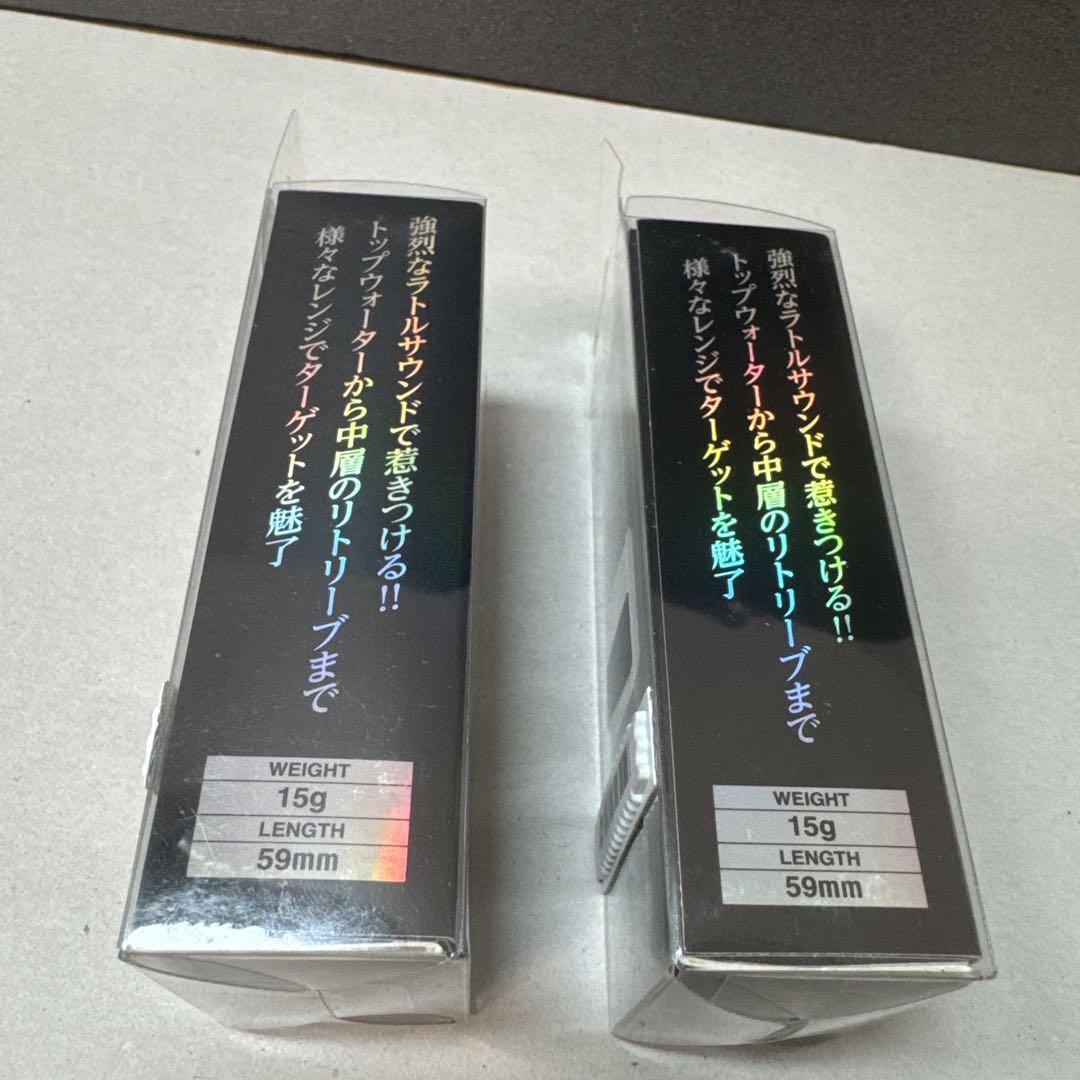 強烈なラトルサウンドで惹きつける!!
トップウォーターから中層のリトリーブまで
様々なレンジでターゲットを魅了
WEIGHT
15g
LENGTH
59mm
強烈なラトルサウンドで惹きつける!!
トップウォーターから中層のリトリーブまで
様々なレンジでターゲットを魅了
WEIGHT
15g
LENGTH
59mm